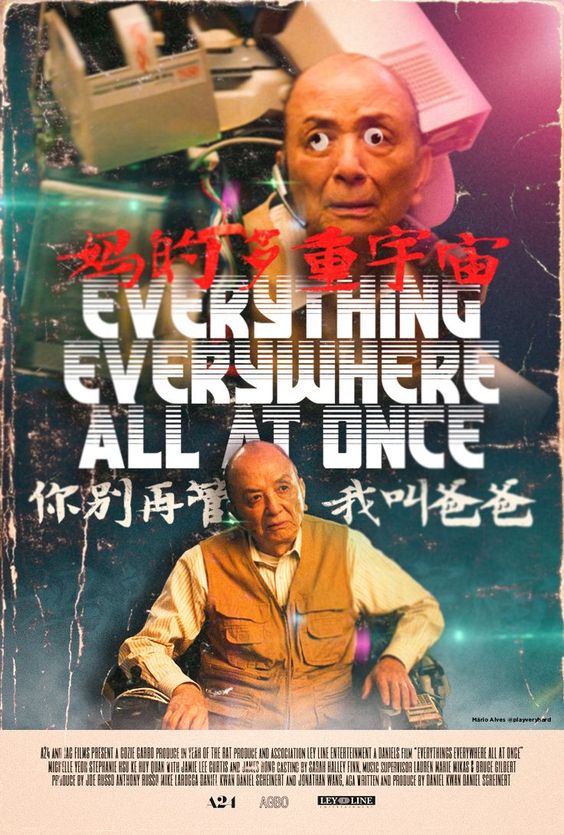 妈的多重宇宙
EVERYTHING
EVERYWHERE
ALL AT ONCE
你别再管 我叫爸爸
Mário Alves @playveryhard
A24 AND IAC FILMS PRESENT A GOZIE GARBO PRODUCE IN YEAR OF THE RAT PRODUCE AND ASSOCIATION LEY LINE ENTERTAINMENT A DANIELS FILM "EVERYTHINGS EVERYWHERE ALL AT ONCE"
MICHELLE YEOH STEPHANIE HSU KE HUY QUAN WITH JAMIE LEE CURTIS AND JAMES HONG CASTING BY SARAH HALLEY FINN, MUSIC SUPERVISOR LAUREN MARIE MIKAS & BRUCE GILBERT
PRODUCE BY JOE RUSSO ANTHONY RUSSO MIKE LAROCCA DANIEL KWAN DANIEL SCHEINERT AND JONATHAN WANG, WRITTEN AND PRODUCE BY DANIEL KWAN DANIEL SCHEINERT
A24 AGBO LEY LINE
ENTERTAINMENT